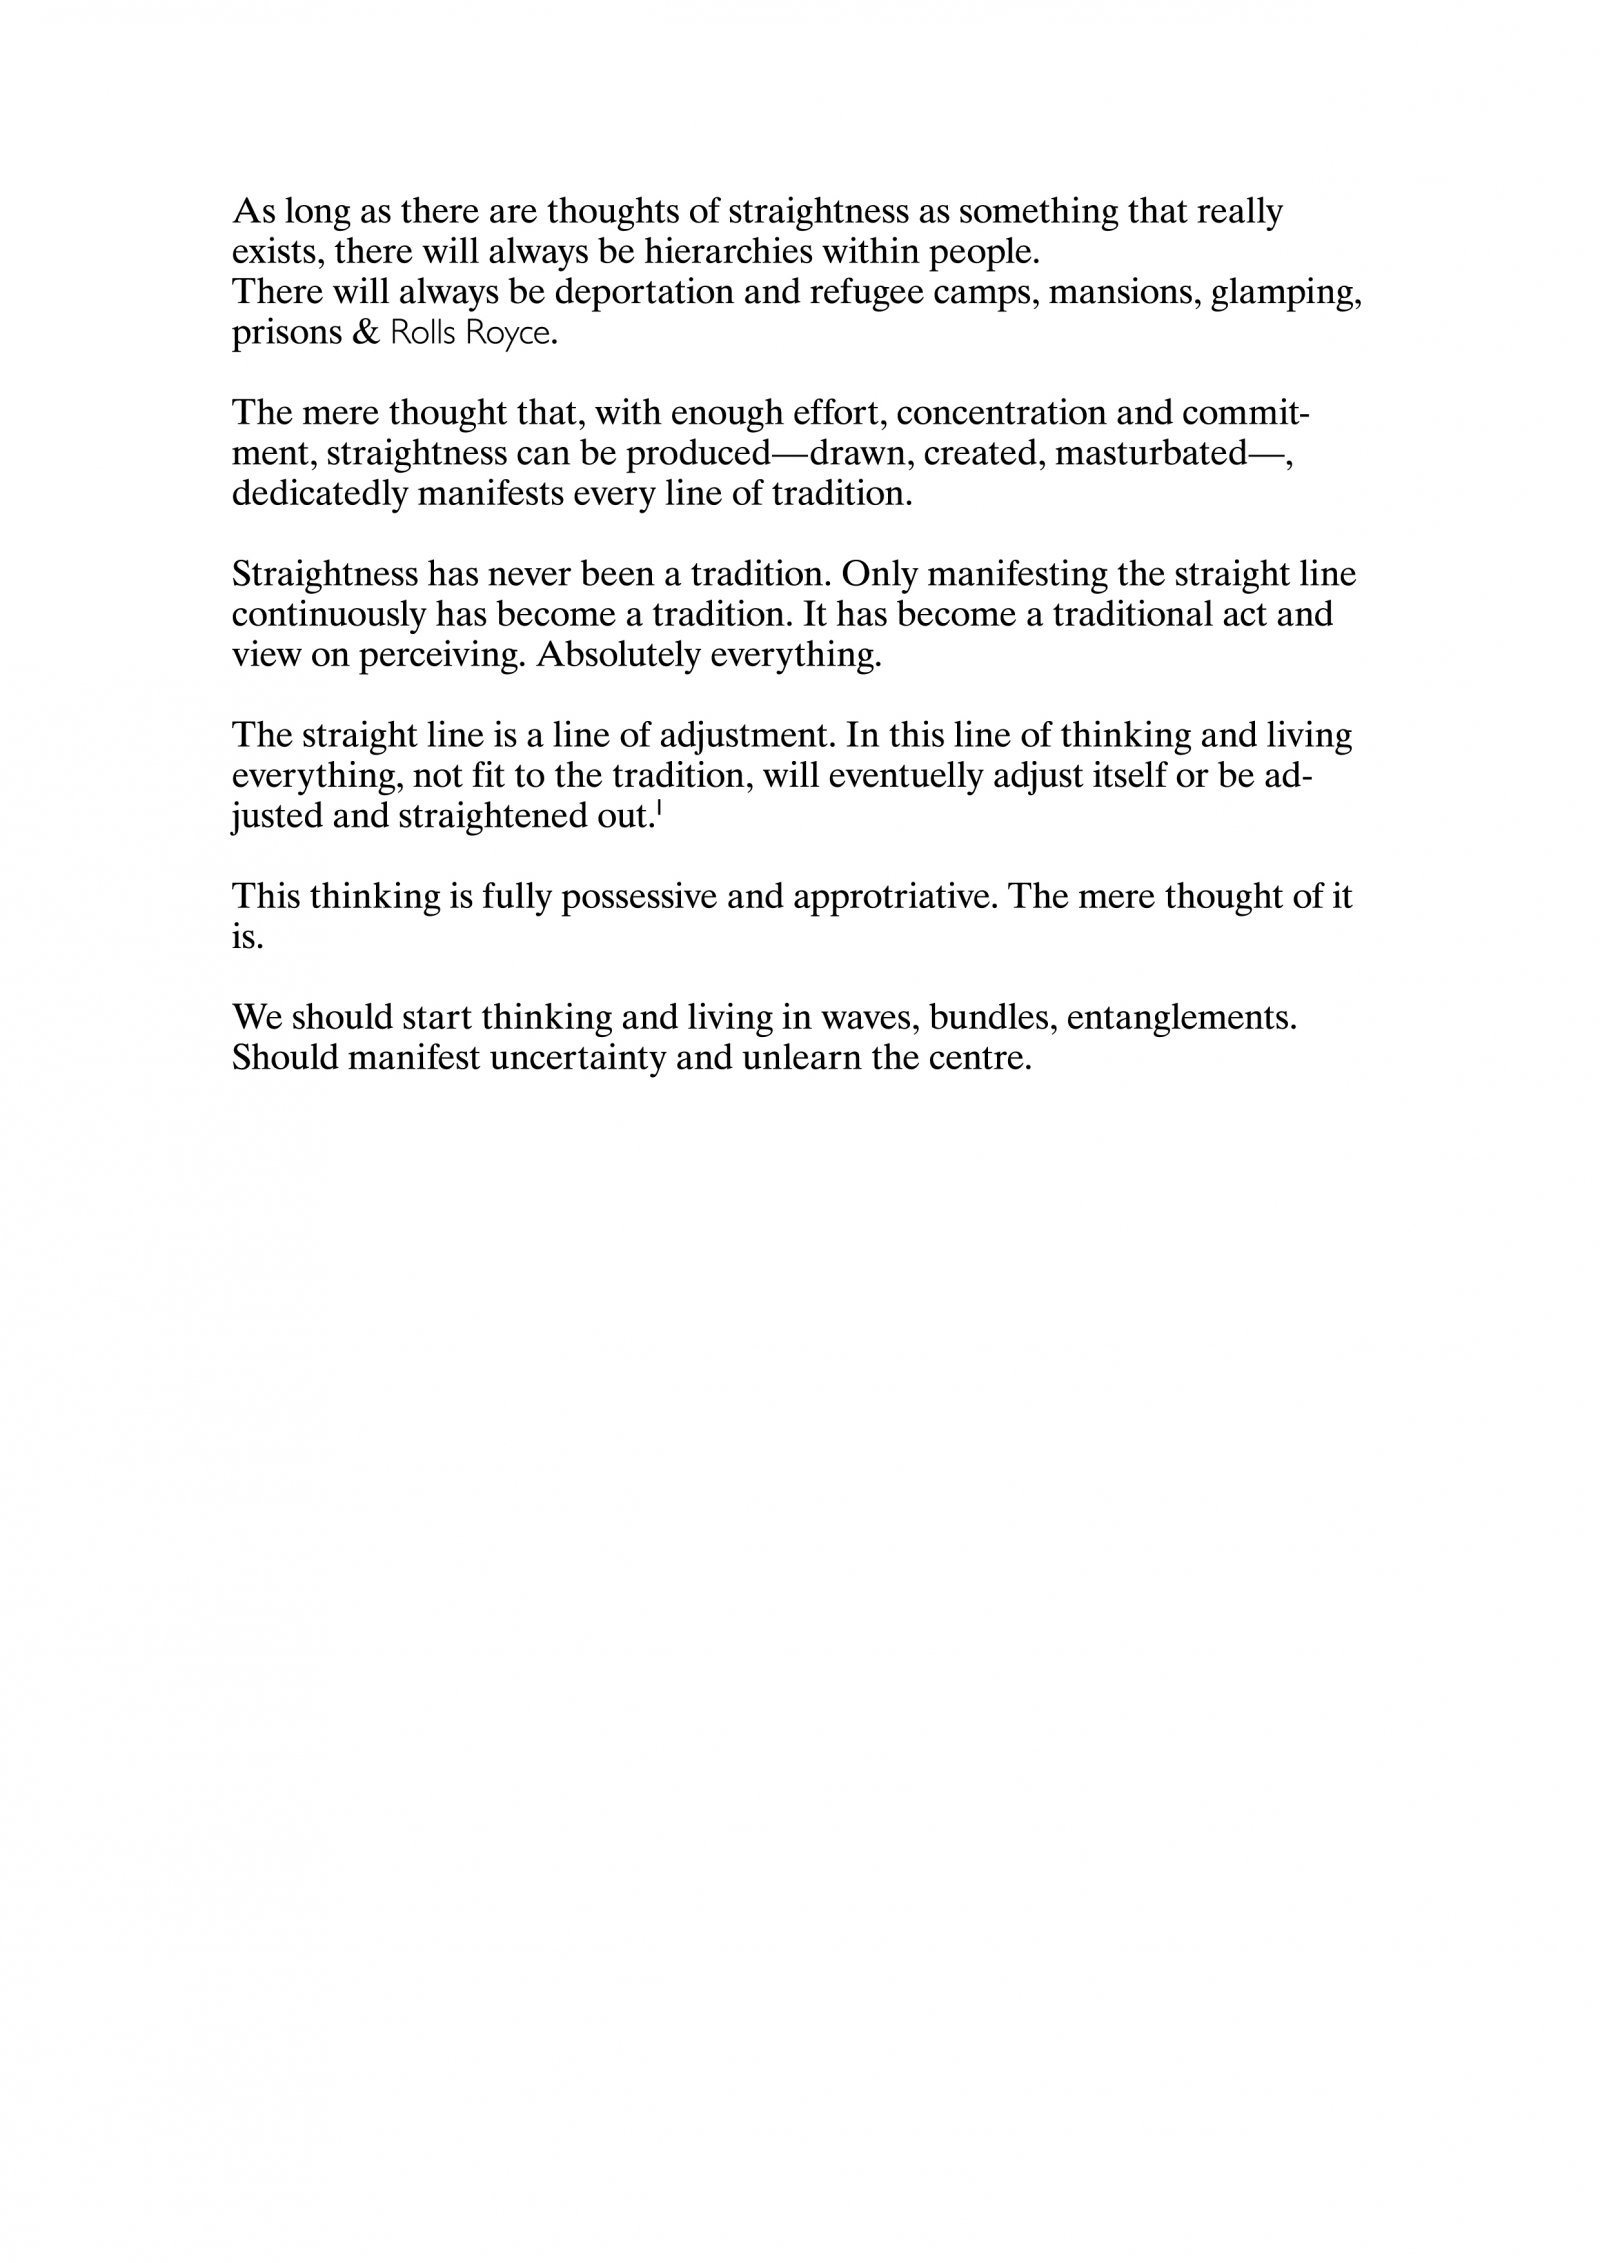 As long as there are thoughts of straightness as something that really
exists, there will always be hierarchies within people.
There will always be deportation and refugee camps, mansions, glamping,
prisons & Rolls Royce.
The mere thought that, with enough effort, concentration and commit-
ment, straightness can be produced—drawn, created, masturbated—,
dedicatedly manifests every line of tradition.
Straightness has never been a tradition. Only manifesting the straight line
continuously has become a tradition. It has become a traditional act and
view on perceiving. Absolutely everything.
The straight line is a line of adjustment. In this line of thinking and living
everything, not fit to the tradition, will eventuelly adjust itself or be ad-
justed and straightened out.ᴵ
This thinking is fully possessive and approtriative. The mere thought of it
is.
We should start thinking and living in waves, bundles, entanglements.
Should manifest uncertainty and unlearn the centre.